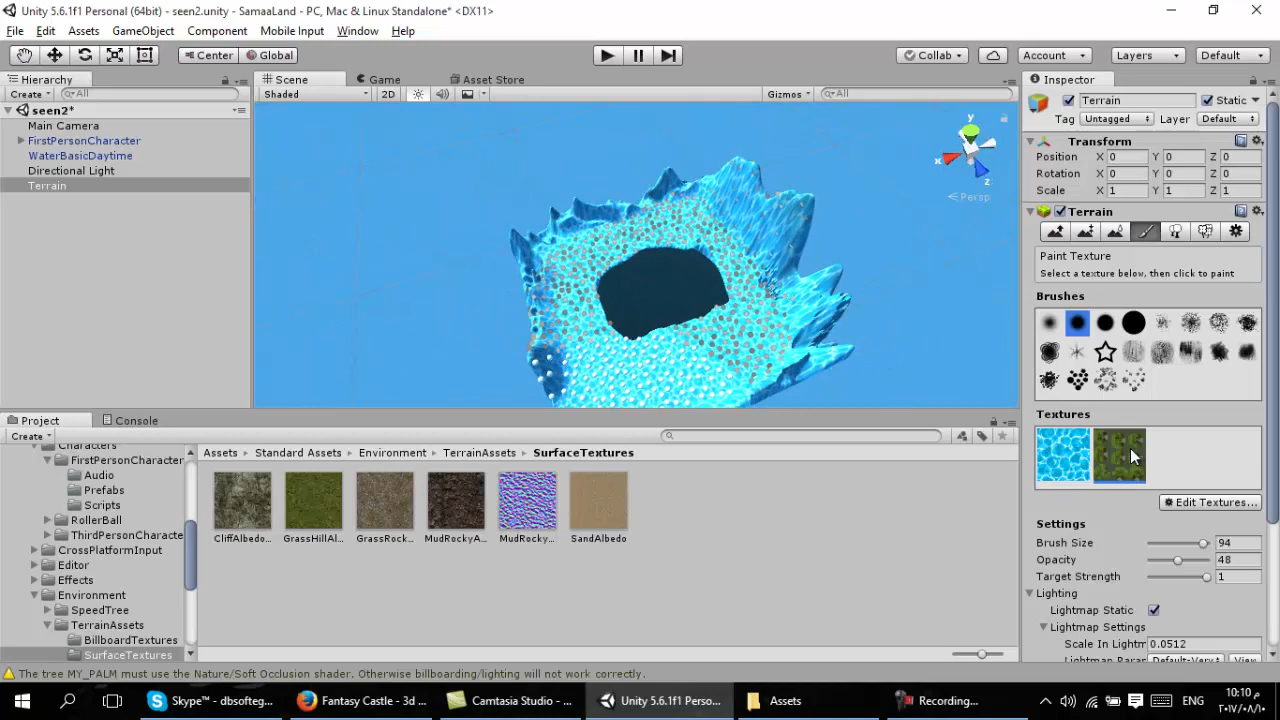 Unity 5.6.1f1 Personal (64bit) - seen2.unity - SamaaLand - PC, Mac & Linux Standalone* <DX11>
File Edit Assets GameObject Component Mobile Input Window Help
Center Global Collab Account Layers Default
Hierarchy
Create All
seen2*
Main Camera
FirstPersonCharacter
WaterBasicDaytime
Directional Light
Terrain
Scene Game Asset Store
Shaded 2D Gizmos All
y
x
z
Persp
Inspector
Terrain Static
Tag Untagged Layer Default
Transform
Position X 0 Y 0 Z 0
Rotation X 0 Y 0 Z 0
Scale X 1 Y 1 Z 1
Terrain
Paint Texture
Select a texture below, then click to paint
Brushes
Textures
Edit Textures...
Settings
Brush Size 94
Opacity 48
Target Strength 1
Lighting
Lightmap Static
Lightmap Settings
Scale In Lightm 0.0512
Project Console
Create
Characters
FirstPersonCharacter
Audio
Prefabs
Scripts
RollerBall
ThirdPersonCharacte
CrossPlatformInput
Editor
Effects
Environment
SpeedTree
TerrainAssets
BillboardTextures
SurfaceTextures
Assets Standard Assets Environment TerrainAssets SurfaceTextures
CliffAlbedo... GrassHillAl... GrassRock... MudRockyA... MudRocky... SandAlbedo
The tree MY_PALM must use the Nature/Soft Occlusion shader. Otherwise billboarding/lighting will not work correctly.
Skype™ - dbsofteg... Fantasy Castle - 3d ... Camtasia Studio - ... Unity 5.6.1f1 Perso... Assets Recording... ENG